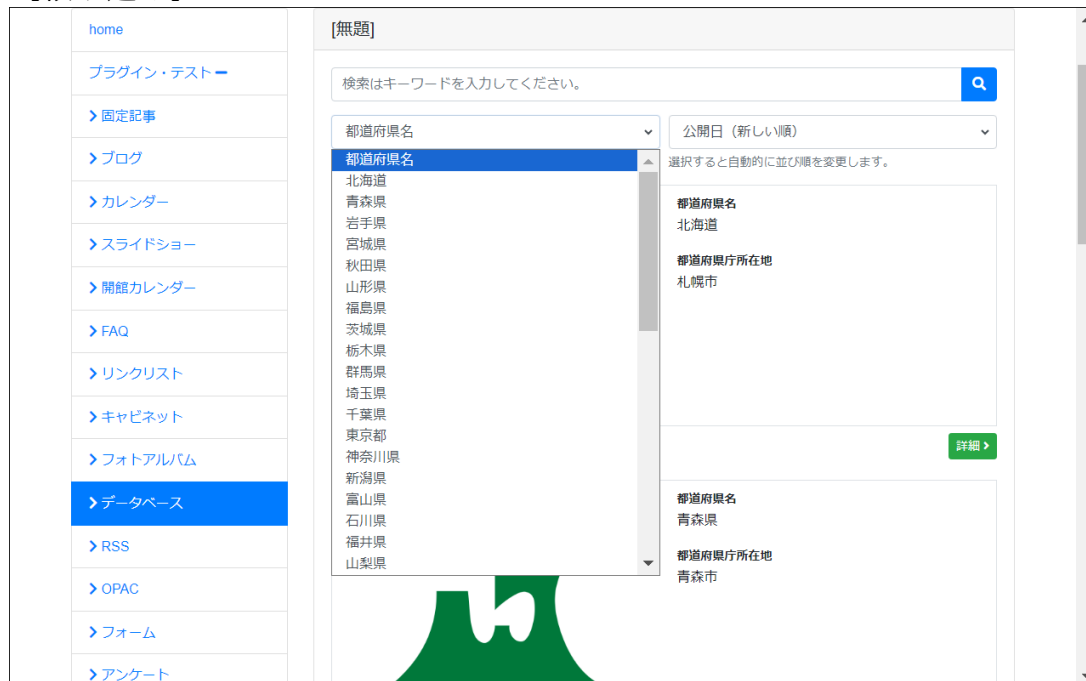 home
プラグイン・テスト
固定記事
ブログ
カレンダー
スライドショー
開館カレンダー
FAQ
リンクリスト
キャビネット
フォトアルバム
データベース
RSS
OPAC
フォーム
アンケート
[無題]
検索はキーワードを入力してください。
都道府県名
公開日（新しい順）
選択すると自動的に並び順を変更します。
都道府県名
北海道
青森県
岩手県
宮城県
秋田県
山形県
福島県
茨城県
栃木県
群馬県
埼玉県
千葉県
東京都
神奈川県
新潟県
富山県
石川県
福井県
山梨県
都道府県名
北海道
都道府県庁所在地
札幌市
詳細
都道府県名
青森県
都道府県庁所在地
青森市